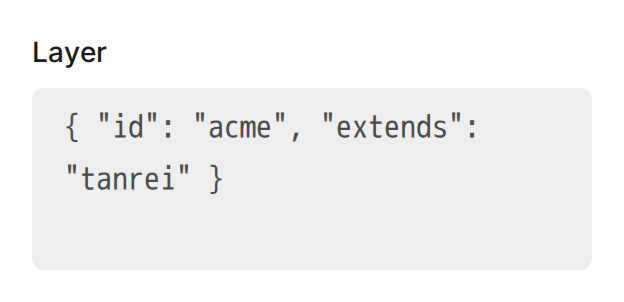 Layer
{ "id": "acme", "extends":
"tanrei" }